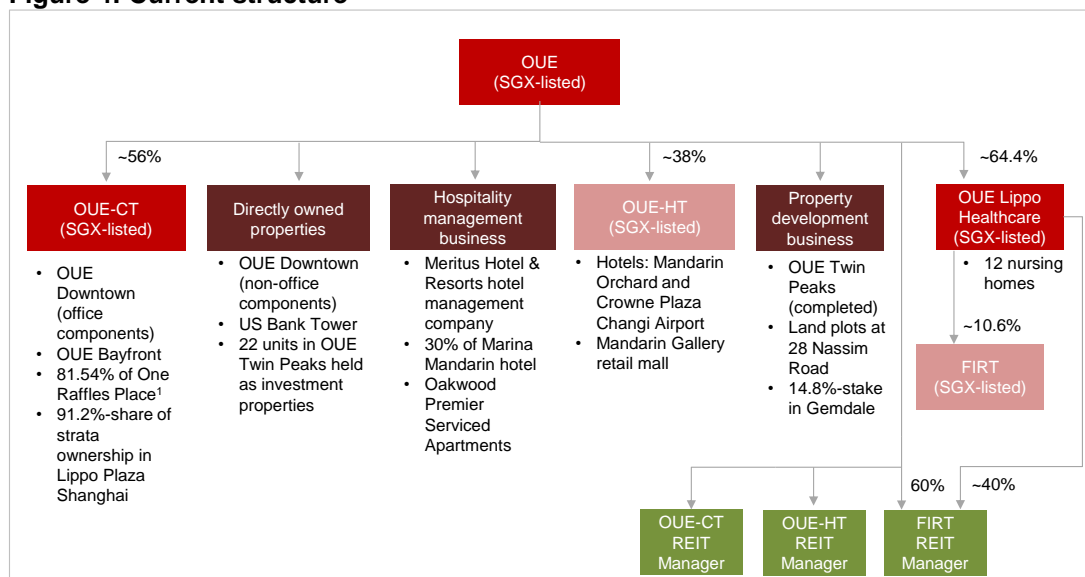 Figure 4: Current structure
OUE
(SGX-listed)
~56%
~38%
~64.4%
OUE-CT
(SGX-listed)
Directly owned
properties
Hospitality
management
business
OUE-HT
(SGX-listed)
Property
development
business
OUE Lippo
Healthcare
(SGX-listed)
• OUE
Downtown
(office
components)
• OUE Bayfront
• 81.54% of One
Raffles Place¹
• 91.2%-share of
strata
ownership in
Lippo Plaza
Shanghai
• OUE Downtown
(non-office
components)
• US Bank Tower
• 22 units in OUE
Twin Peaks held
as investment
properties
• Meritus Hotel &
Resorts hotel
management
company
• 30% of Marina
Mandarin hotel
• Oakwood
Premier
Serviced
Apartments
• Hotels: Mandarin
Orchard and
Crowne Plaza
Changi Airport
• Mandarin Gallery
retail mall
• OUE Twin
Peaks
(completed)
• Land plots at
28 Nassim
Road
• 14.8%-stake
in Gemdale
• 12 nursing
homes
~10.6%
FIRT
(SGX-listed)
60%
~40%
OUE-CT
REIT
Manager
OUE-HT
REIT
Manager
FIRT
REIT
Manager